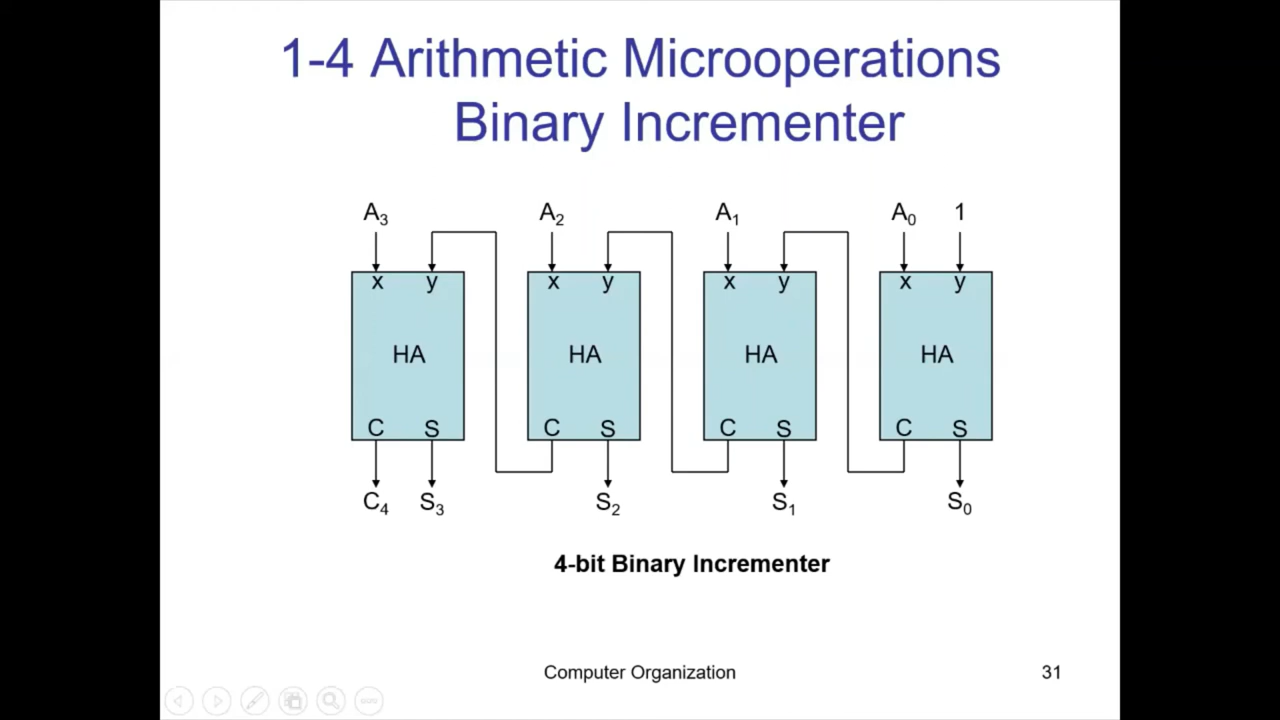 1-4 Arithmetic Microoperations
Binary Incrementer
A₃ A₂ A₁ A₀ 1
x y x y x y x y
HA HA HA HA
C S C S C S C S
C₄ S₃ S₂ S₁ S₀
4-bit Binary Incrementer
Computer Organization 31